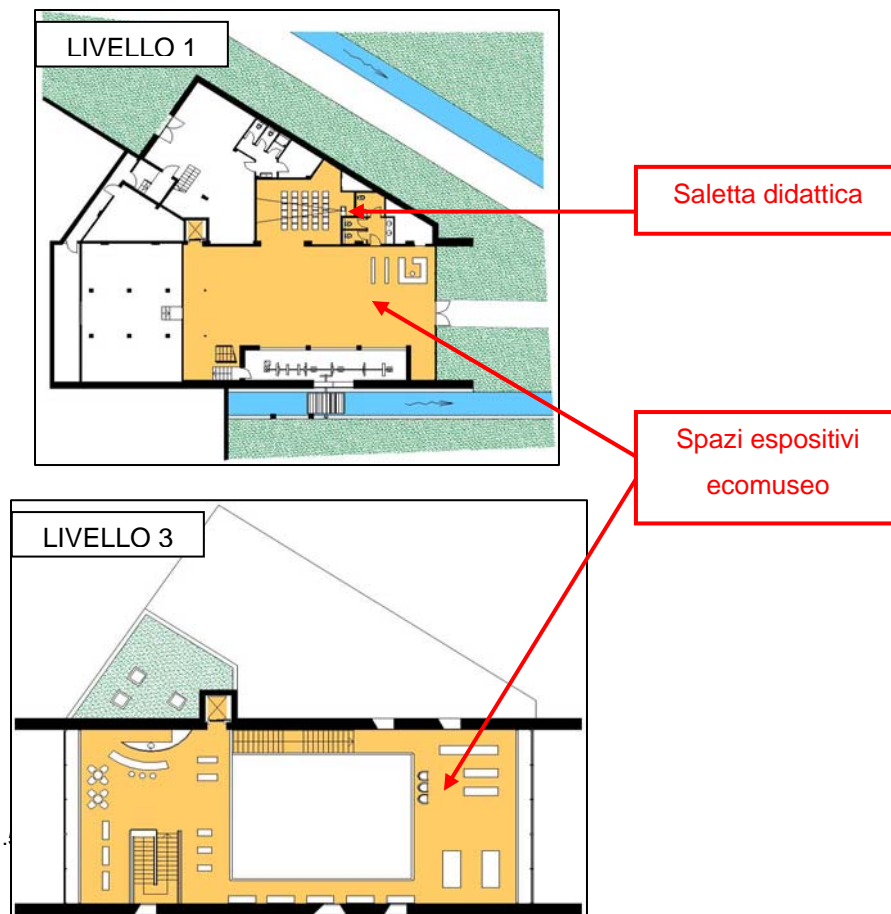 LIVELLO 1
Saletta didattica
Spazi espositivi
ecomuseo
LIVELLO 3